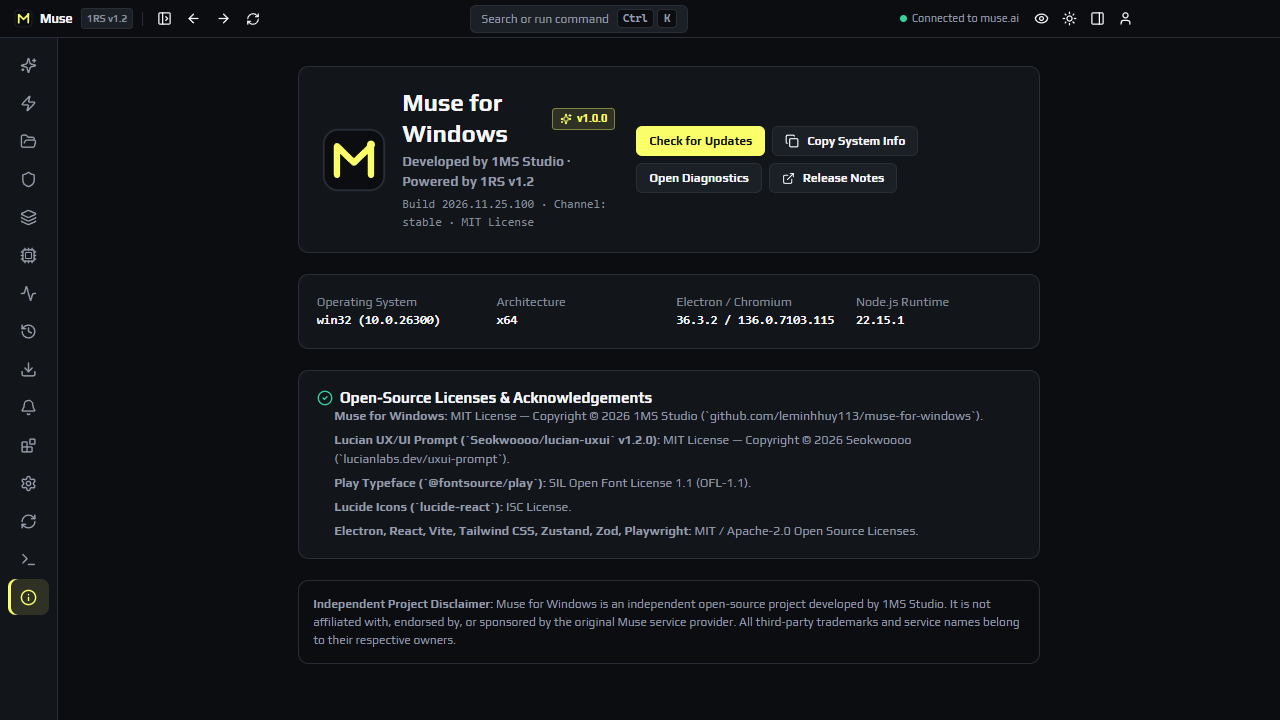 Muse
1RS v1.2
Search or run command
Ctrl
K
Connected to muse.ai
Muse for
Windows
v1.0.0
Developed by 1MS Studio ·
Powered by 1RS v1.2
Build 2026.11.25.100 · Channel:
stable · MIT License
Check for Updates
Copy System Info
Open Diagnostics
Release Notes
Operating System
win32 (10.0.26300)
Architecture
x64
Electron / Chromium
36.3.2 / 136.0.7103.115
Node.js Runtime
22.15.1
Open-Source Licenses & Acknowledgements
Muse for Windows: MIT License — Copyright © 2026 1MS Studio (`github.com/leminhhuy113/muse-for-windows`).
Lucian UX/UI Prompt (`Seokwoooo/lucian-uxui` v1.2.0): MIT License — Copyright © 2026 Seokwoooo
(`lucianlabs.dev/uxui-prompt`).
Play Typeface (`@fontsource/play`): SIL Open Font License 1.1 (OFL-1.1).
Lucide Icons (`lucide-react`): ISC License.
Electron, React, Vite, Tailwind CSS, Zustand, Zod, Playwright: MIT / Apache-2.0 Open Source Licenses.
Independent Project Disclaimer: Muse for Windows is an independent open-source project developed by 1MS Studio. It is not
affiliated with, endorsed by, or sponsored by the original Muse service provider. All third-party trademarks and service names belong
to their respective owners.